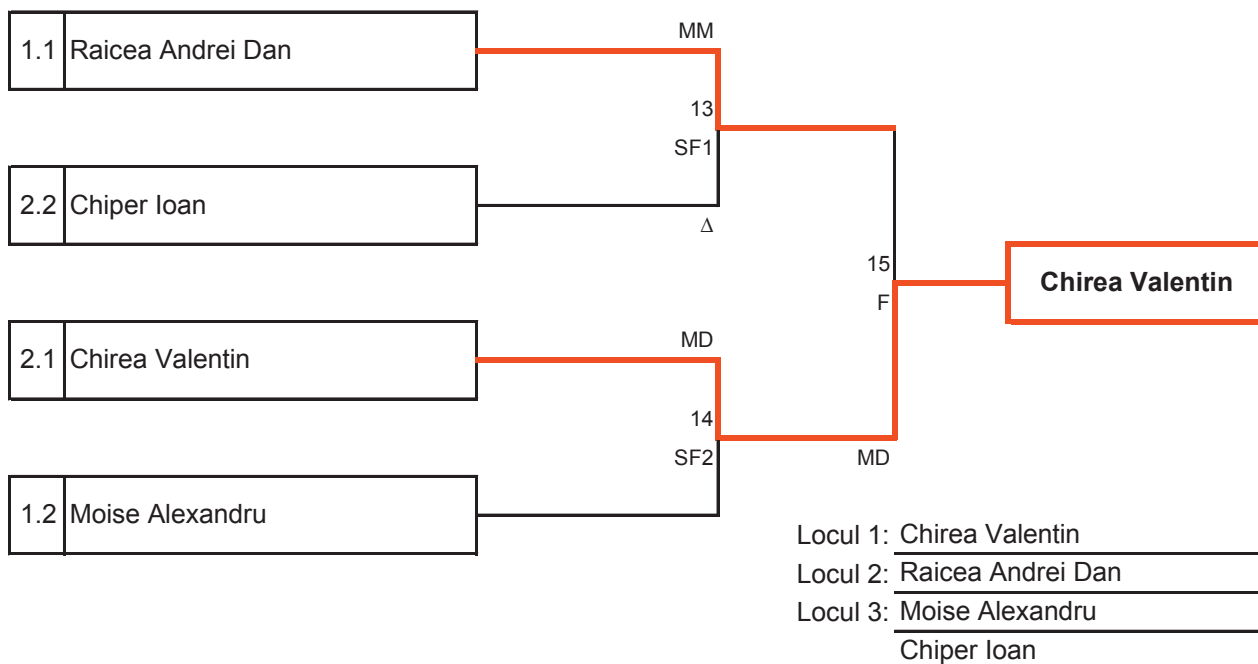 MM
1.1 Raicea Andrei Dan
13
SF1
2.2 Chiper Ioan
Δ
15
Chirea Valentin
F
MD
2.1 Chirea Valentin
14
SF2
MD
1.2 Moise Alexandru
Locul 1: Chirea Valentin
Locul 2: Raicea Andrei Dan
Locul 3: Moise Alexandru
Chiper Ioan